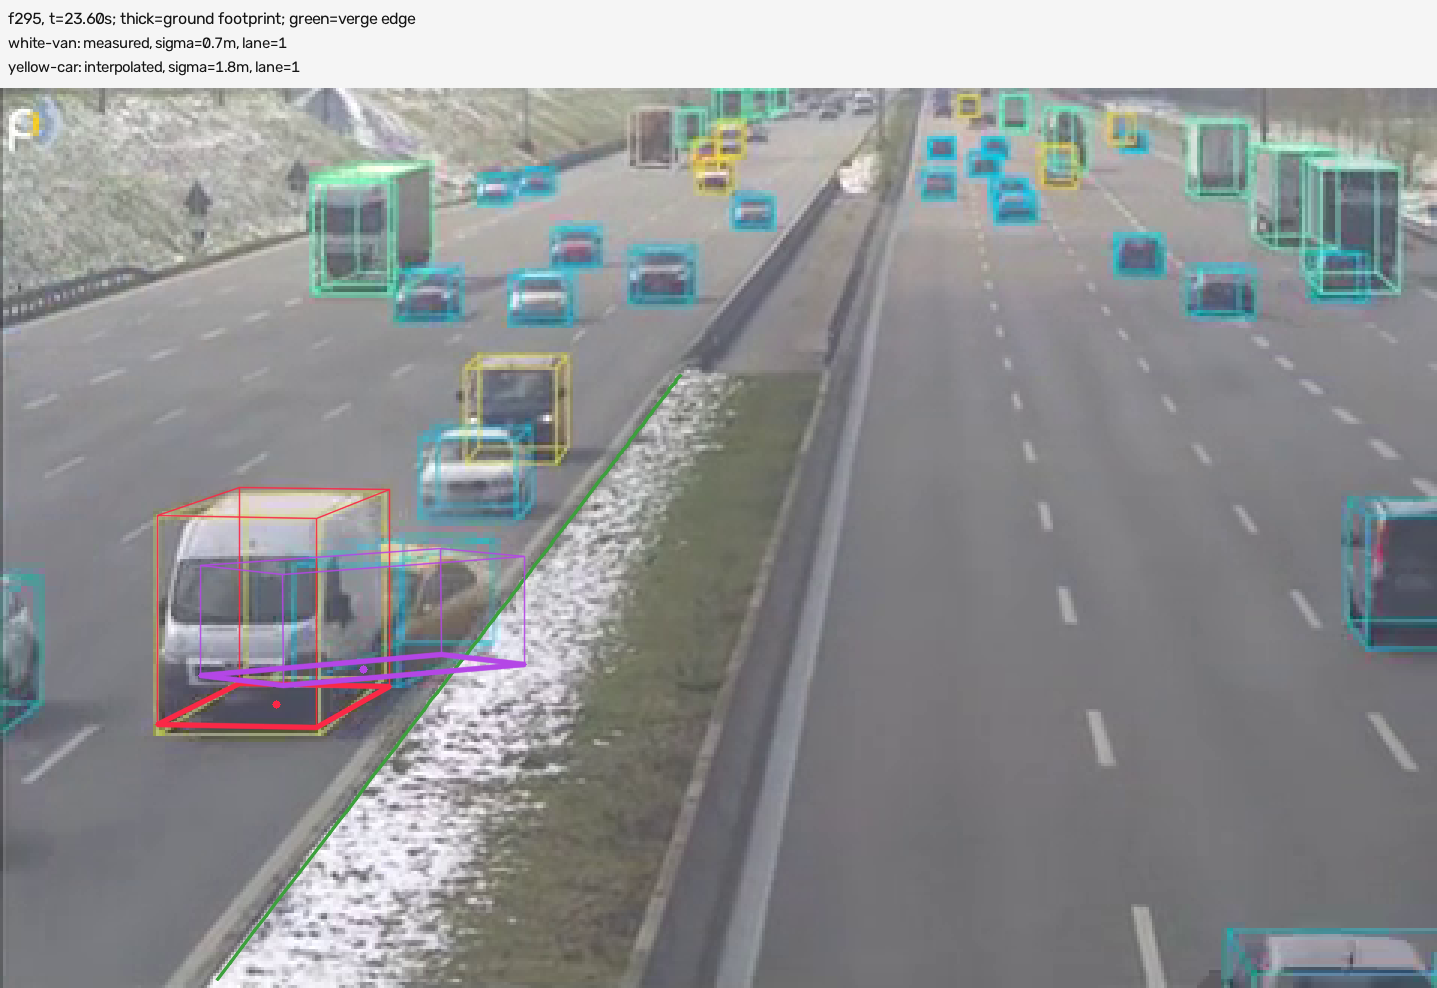 f295, t=23.60s; thick=ground footprint; green=verge edge
white-van: measured, sigma=0.7m, lane=1
yellow-car: interpolated, sigma=1.8m, lane=1